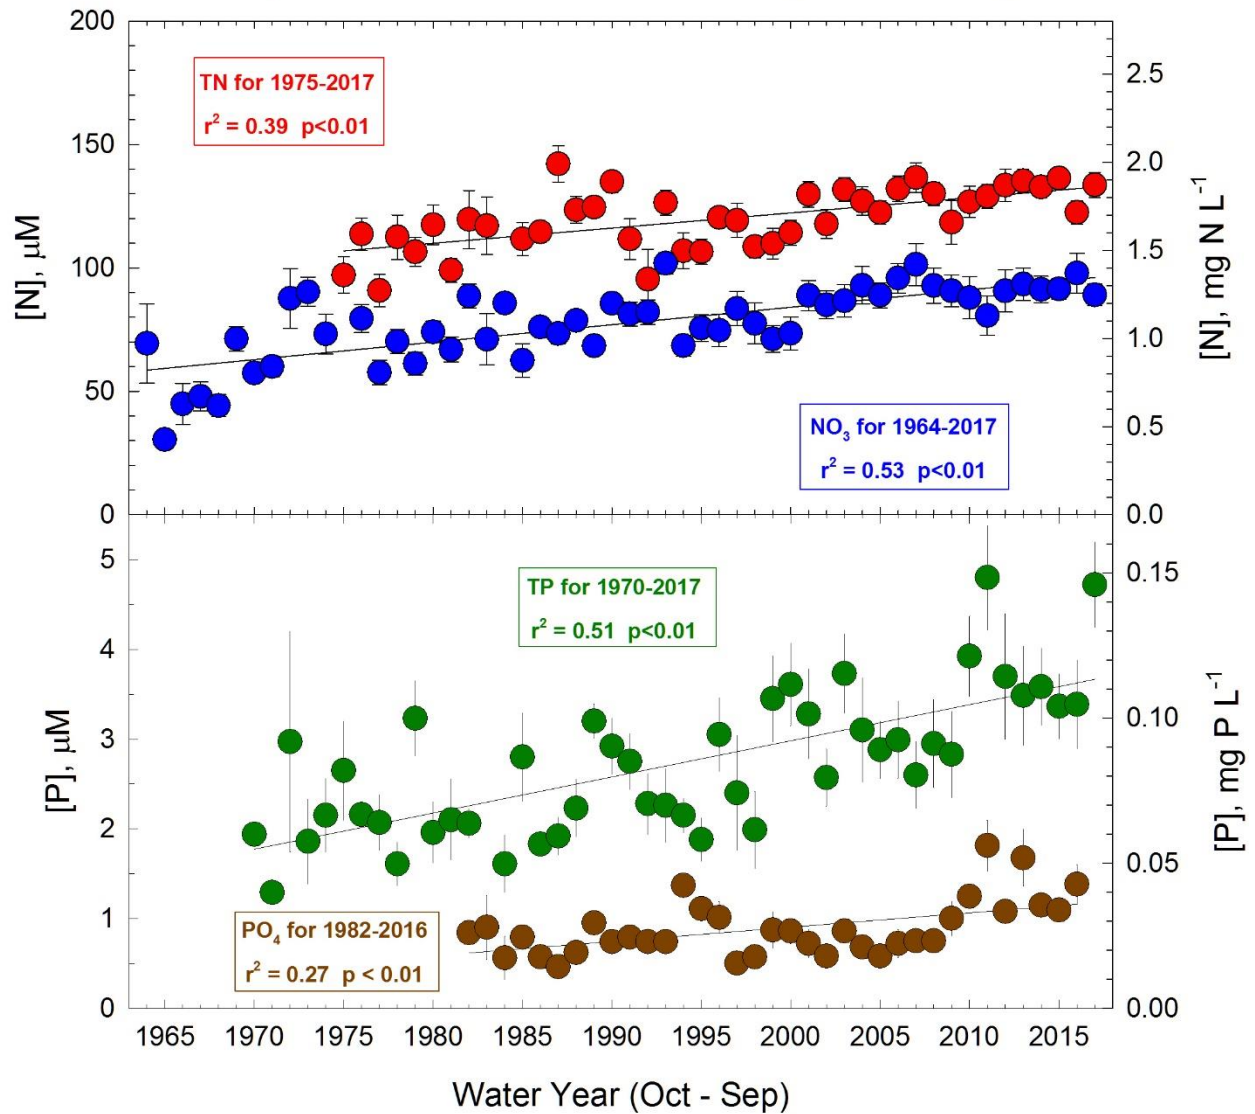 200
150
100
50
0
[N], μM
TN for 1975-2017
r² = 0.39 p<0.01
NO₃ for 1964-2017
r² = 0.53 p<0.01
2.5
2.0
1.5
1.0
0.5
0.0
[N], mg N L⁻¹
5
4
3
2
1
0
[P], μM
TP for 1970-2017
r² = 0.51 p<0.01
PO₄ for 1982-2016
r² = 0.27 p < 0.01
0.15
0.10
0.05
0.00
[P], mg P L⁻¹
1965 1970 1975 1980 1985 1990 1995 2000 2005 2010 2015
Water Year (Oct - Sep)